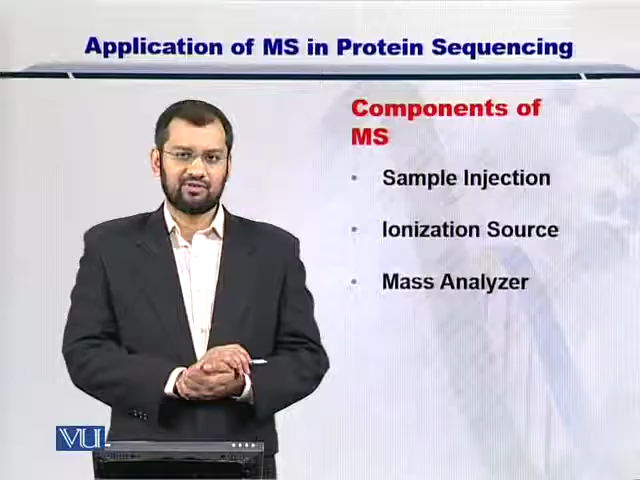 Application of MS in Protein Sequencing
Components of
MS
• Sample Injection
• Ionization Source
• Mass Analyzer
VU